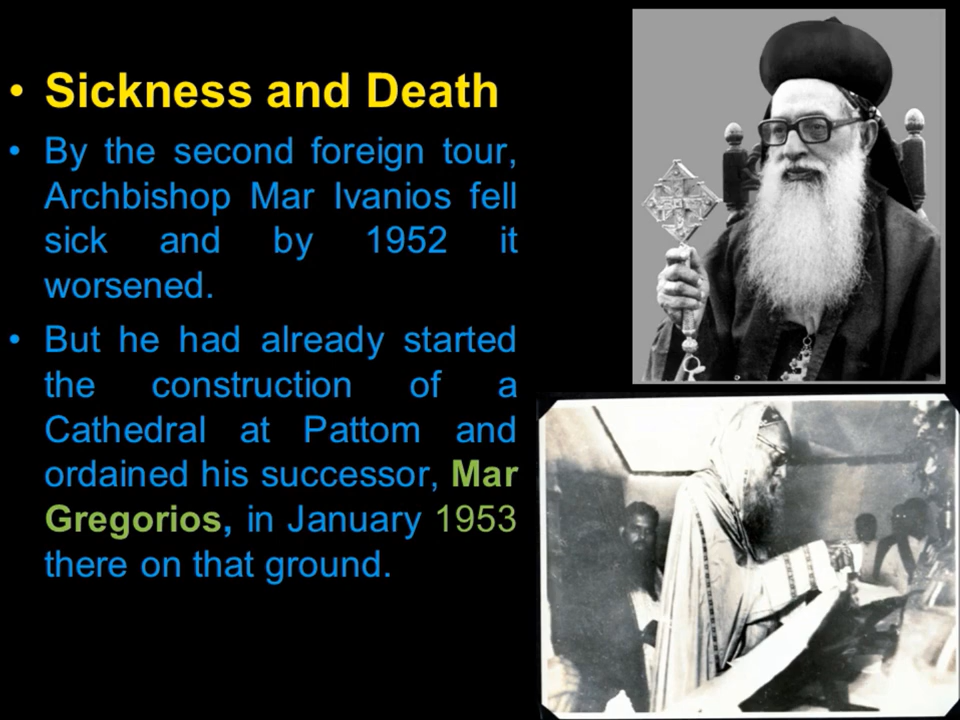 • Sickness and Death
• By the second foreign tour,
Archbishop Mar Ivanios fell
sick and by 1952 it
worsened.
• But he had already started
the construction of a
Cathedral at Pattom and
ordained his successor, Mar
Gregorios, in January 1953
there on that ground.